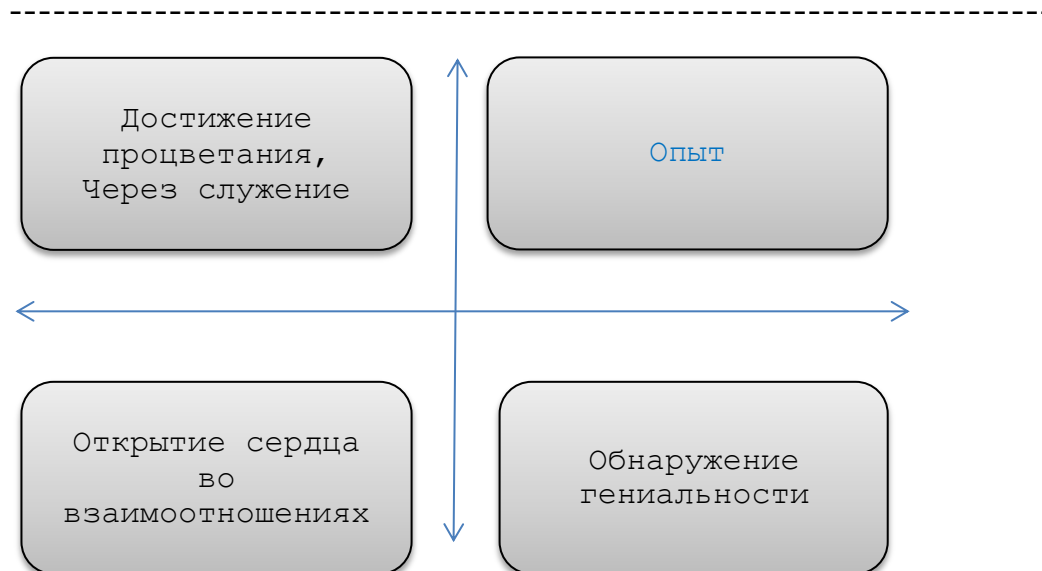 Достижение
процветания,
Через служение
Опыт
Открытие сердца
во
взаимоотношениях
Обнаружение
гениальности